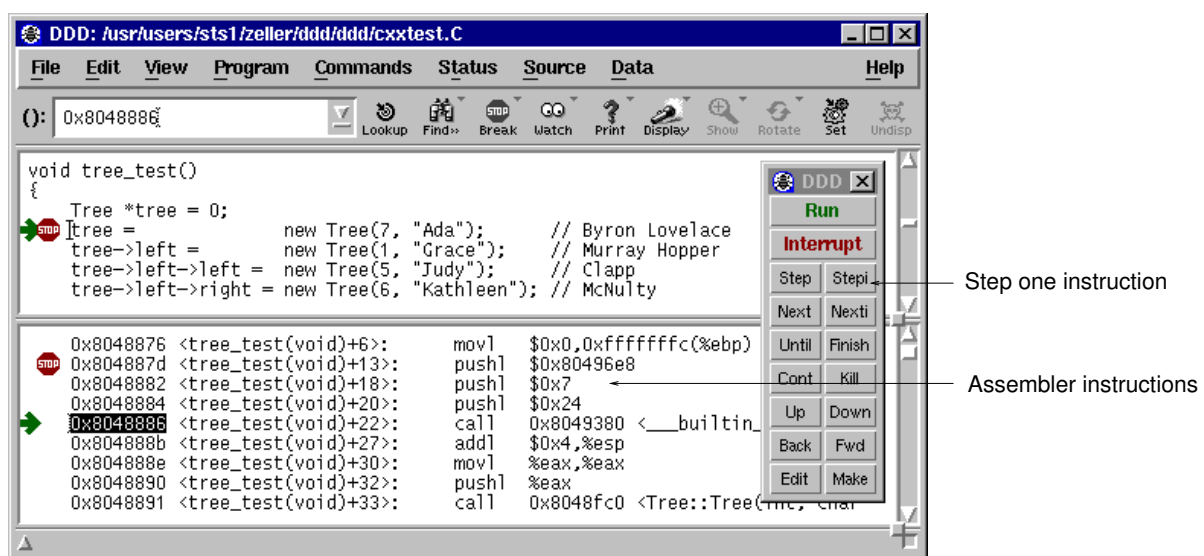 DDD: /usr/users/sts1/zeller/ddd/ddd/cxxtest.C
File Edit View Program Commands Status Source Data Help
(): 0x8048886
Lookup Find» Break Watch Print Display Show Rotate Set Undisp
void tree_test()
{
Tree *tree = 0;
STOP tree = new Tree(7, "Ada"); // Byron Lovelace
tree->left = new Tree(1, "Grace"); // Murray Hopper
tree->left->left = new Tree(5, "Judy"); // Clapp
tree->left->right = new Tree(6, "Kathleen"); // McNulty
0x8048876 <tree_test(void)+6>: movl $0x0,0xfffffffc(%ebp)
STOP 0x804887d <tree_test(void)+13>: pushl $0x80496e8
0x8048882 <tree_test(void)+18>: pushl $0x7
0x8048884 <tree_test(void)+20>: pushl $0x24
0x8048886 <tree_test(void)+22>: call 0x8049380 <___builtin_
0x804888b <tree_test(void)+27>: addl $0x4,%esp
0x804888e <tree_test(void)+30>: movl %eax,%eax
0x8048890 <tree_test(void)+32>: pushl %eax
0x8048891 <tree_test(void)+33>: call 0x8048fc0 <Tree::Tree(int, char
DDD
Run
Interrupt
Step Stepi
Next Nexti
Until Finish
Cont Kill
Up Down
Back Fwd
Edit Make
Step one instruction
Assembler instructions